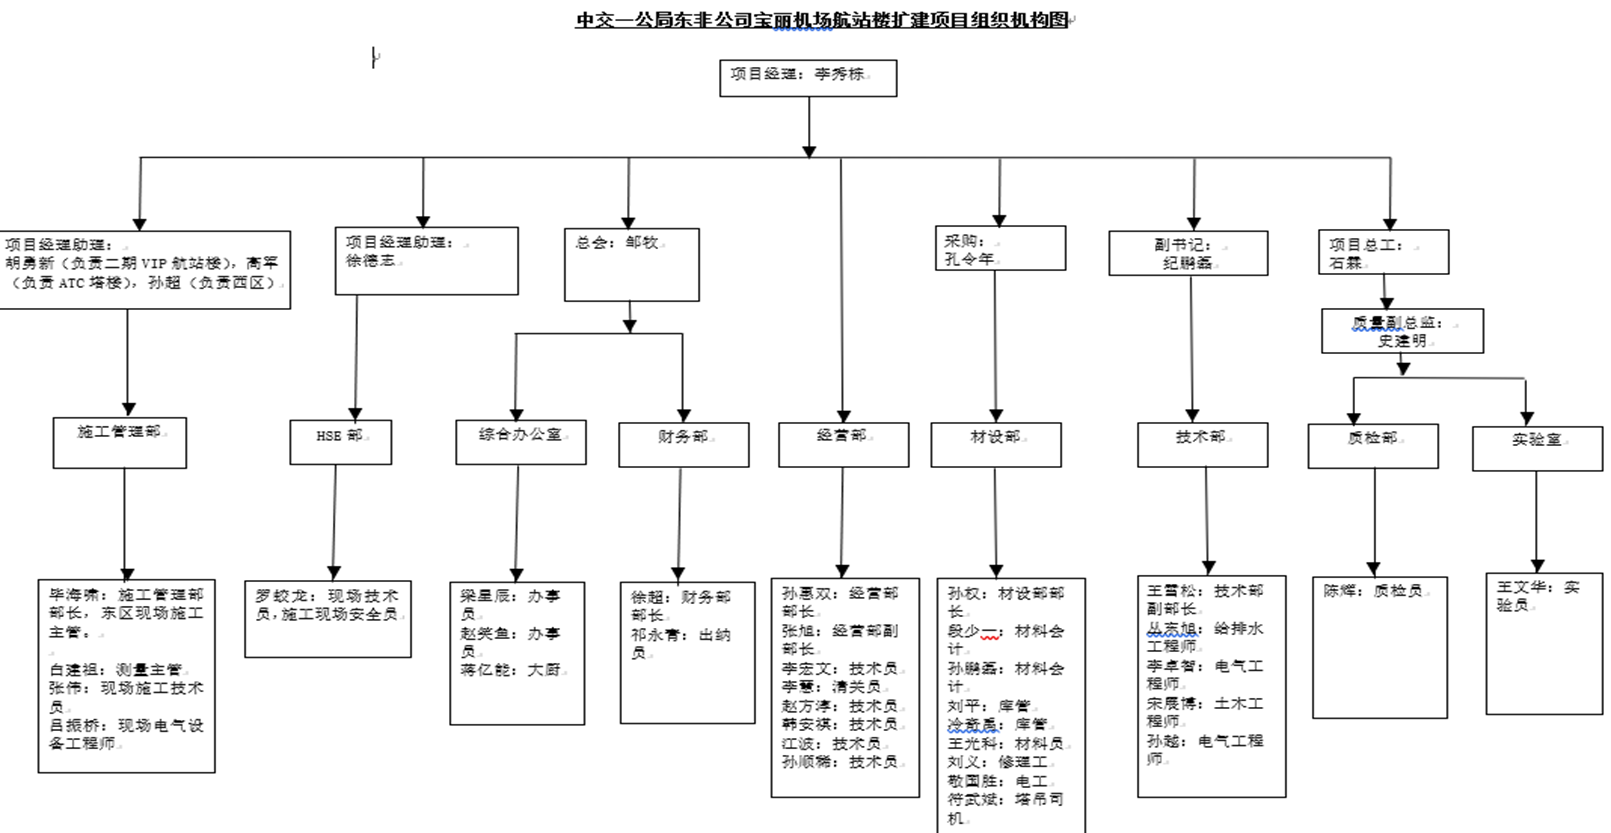 中交一公局东非公司宝丽机场航站楼扩建项目组织机构图
项目经理：李秀栋
项目经理助理：
胡勇新（负责二期VIP航站楼），高笨
（负责ATC塔楼），孙超（负责西区）
项目经理助理：
徐德志
总会：邹牧
采购：
孔令年
副书记：
纪鹏磊
项目总工：
石霖
质量副总监：
史建明
施工管理部
HSE部
综合办公室
财务部
经营部
材设部
技术部
质检部
实验室
毕海啸：施工管理部
部长，东区现场施工
主管。
白建祖：测量主管
张伟：现场施工技术
员
吕振桥：现场电气设
备工程师
罗蛟龙：现场技术
员，施工现场安全员
梁星辰：办事
员
赵笑鱼：办事
员
蒋亿能：大厨
徐超：财务部
部长
祁永青：出纳
员
孙惠双：经营部
部长
张旭：经营部副
部长
李宏文：技术员
李慧：清关员
赵方淳：技术员
韩安祺：技术员
江波：技术员
孙顺稀：技术员
孙权：材设部部
长
段少一：材料会
计
孙鹏磊：材料会
计
刘平：库管
冷奇禹：库管
王光科：材料员
刘义：修理工
敬国胜：电工
符武斌：塔吊司
机
王雪松：技术部
副部长
丛东旭：给排水
工程师
李卓智：电气工
程师
宋展博：土木工
程师
孙越：电气工程
师
陈辉：质检员
王文华：实
验员